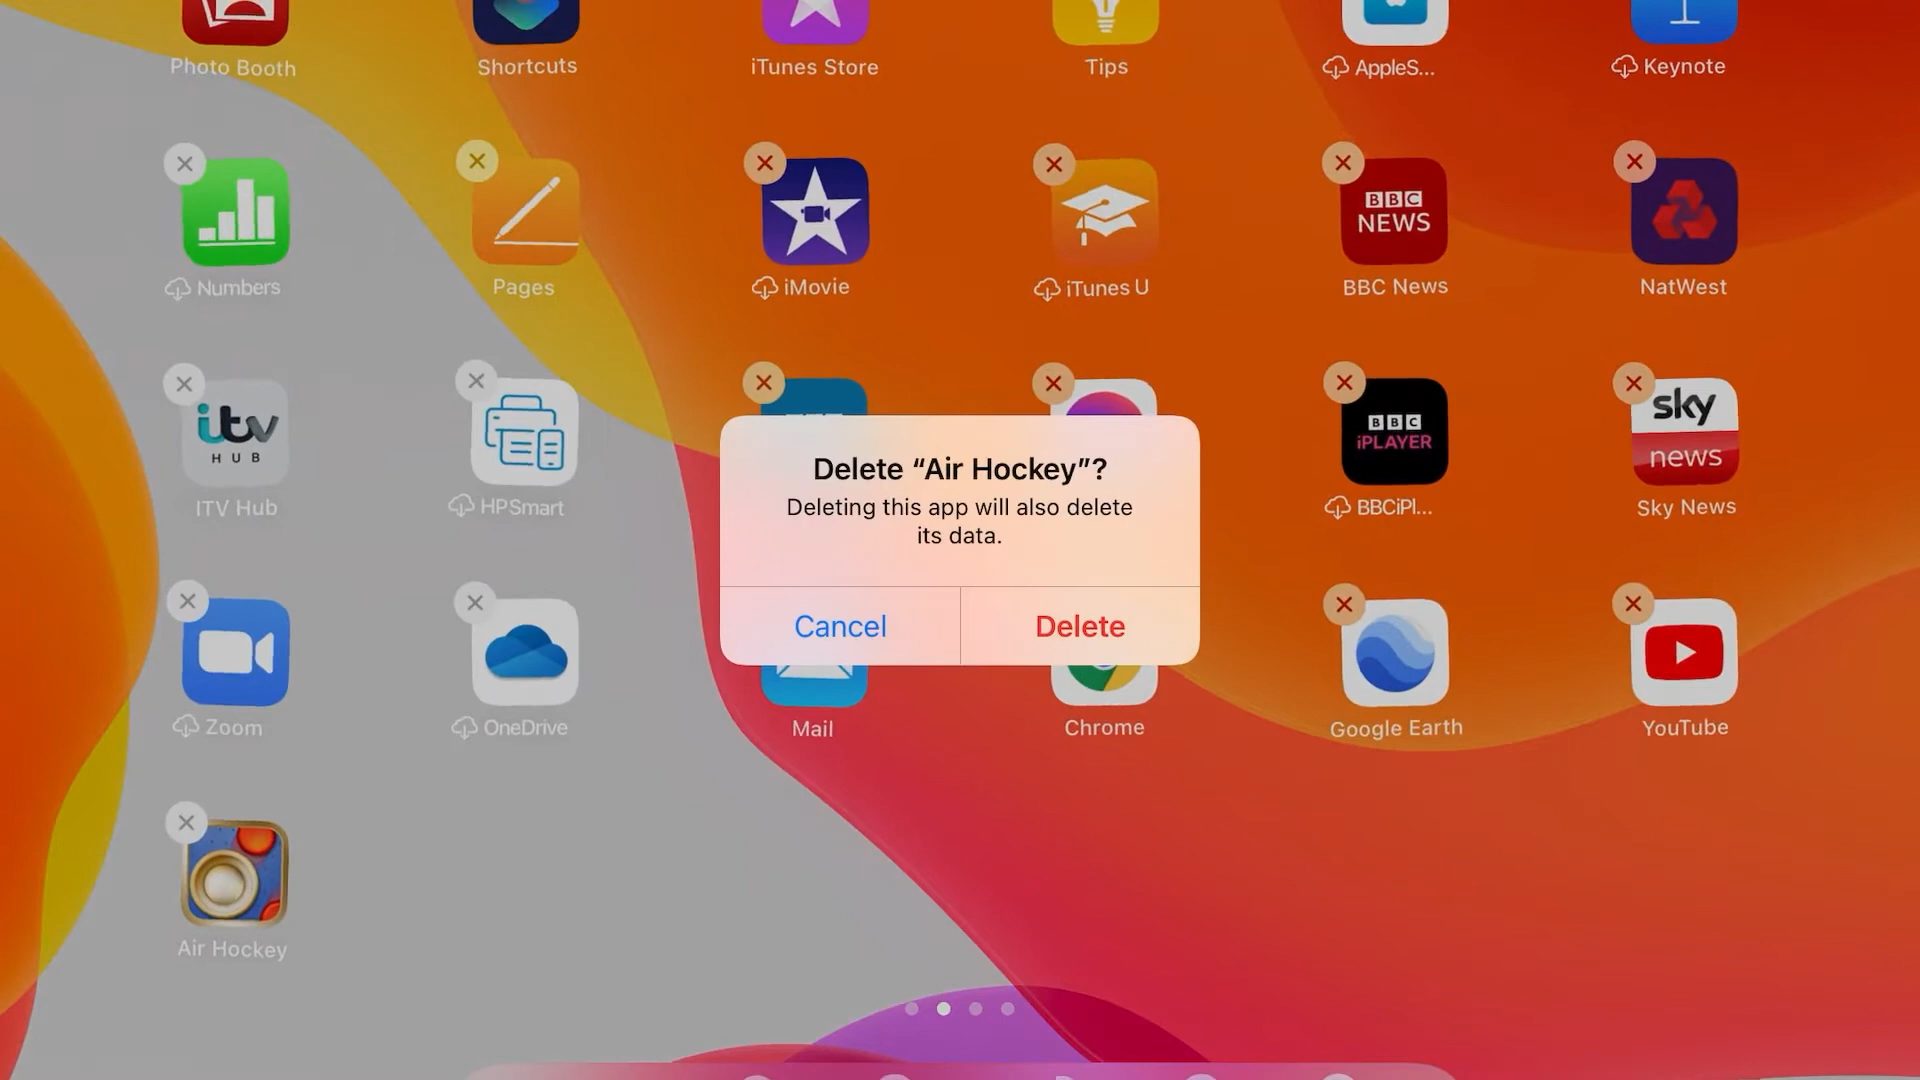 Photo Booth
Shortcuts
iTunes Store
Tips
AppleS...
Keynote
Numbers
Pages
iMovie
iTunes U
BBC
NEWS
BBC News
NatWest
itv
HUB
ITV Hub
HPSmart
BBC
iPLAYER
BBCiPl...
sky
news
Sky News
Delete “Air Hockey”?
Deleting this app will also delete
its data.
Cancel
Delete
Zoom
OneDrive
Mail
Chrome
Google Earth
YouTube
Air Hockey